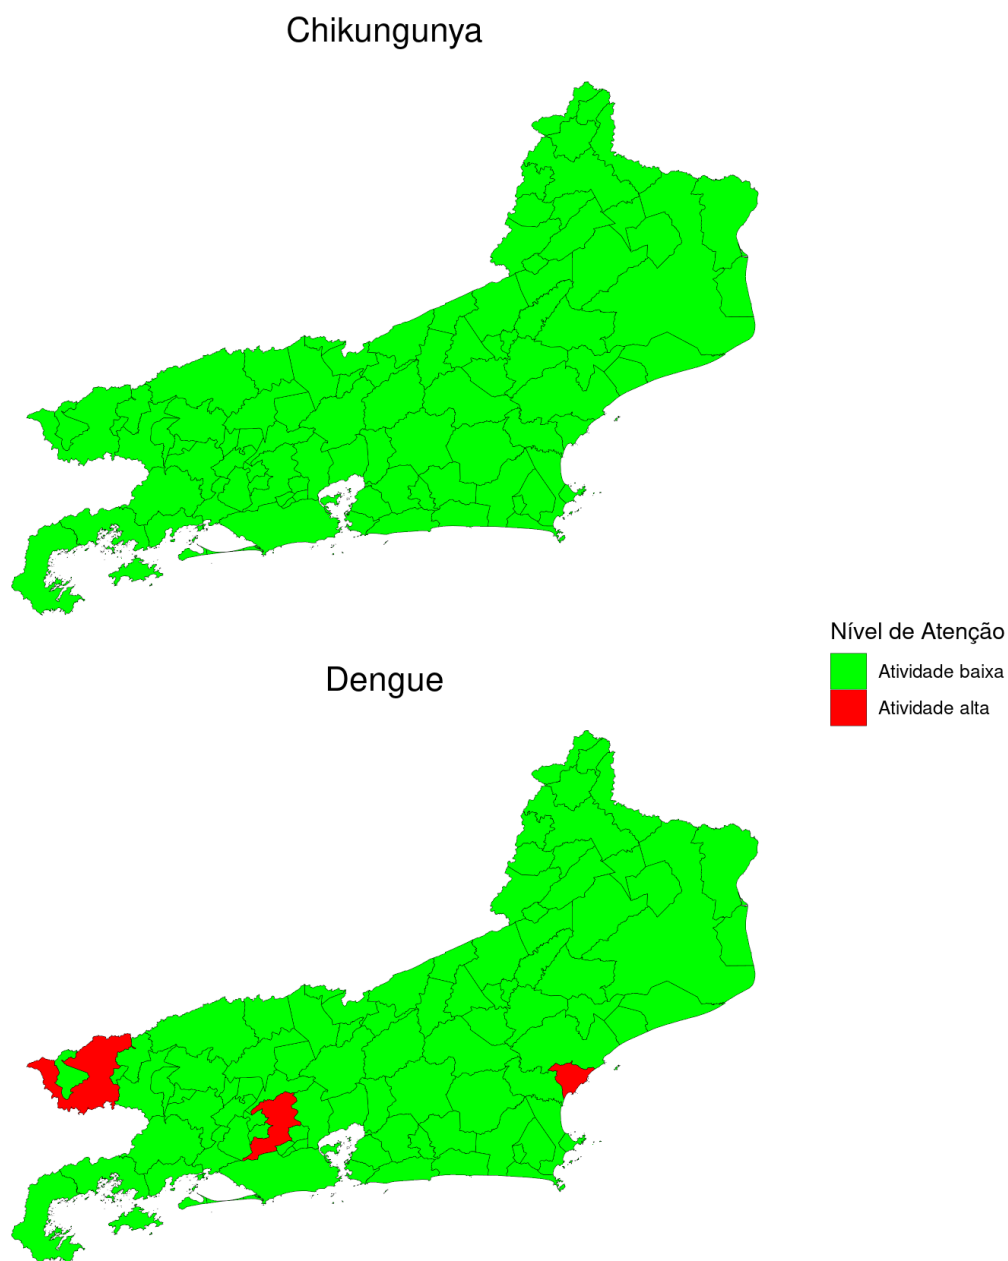 Chikungunya
Nível de Atenção
Atividade baixa
Atividade alta
Dengue